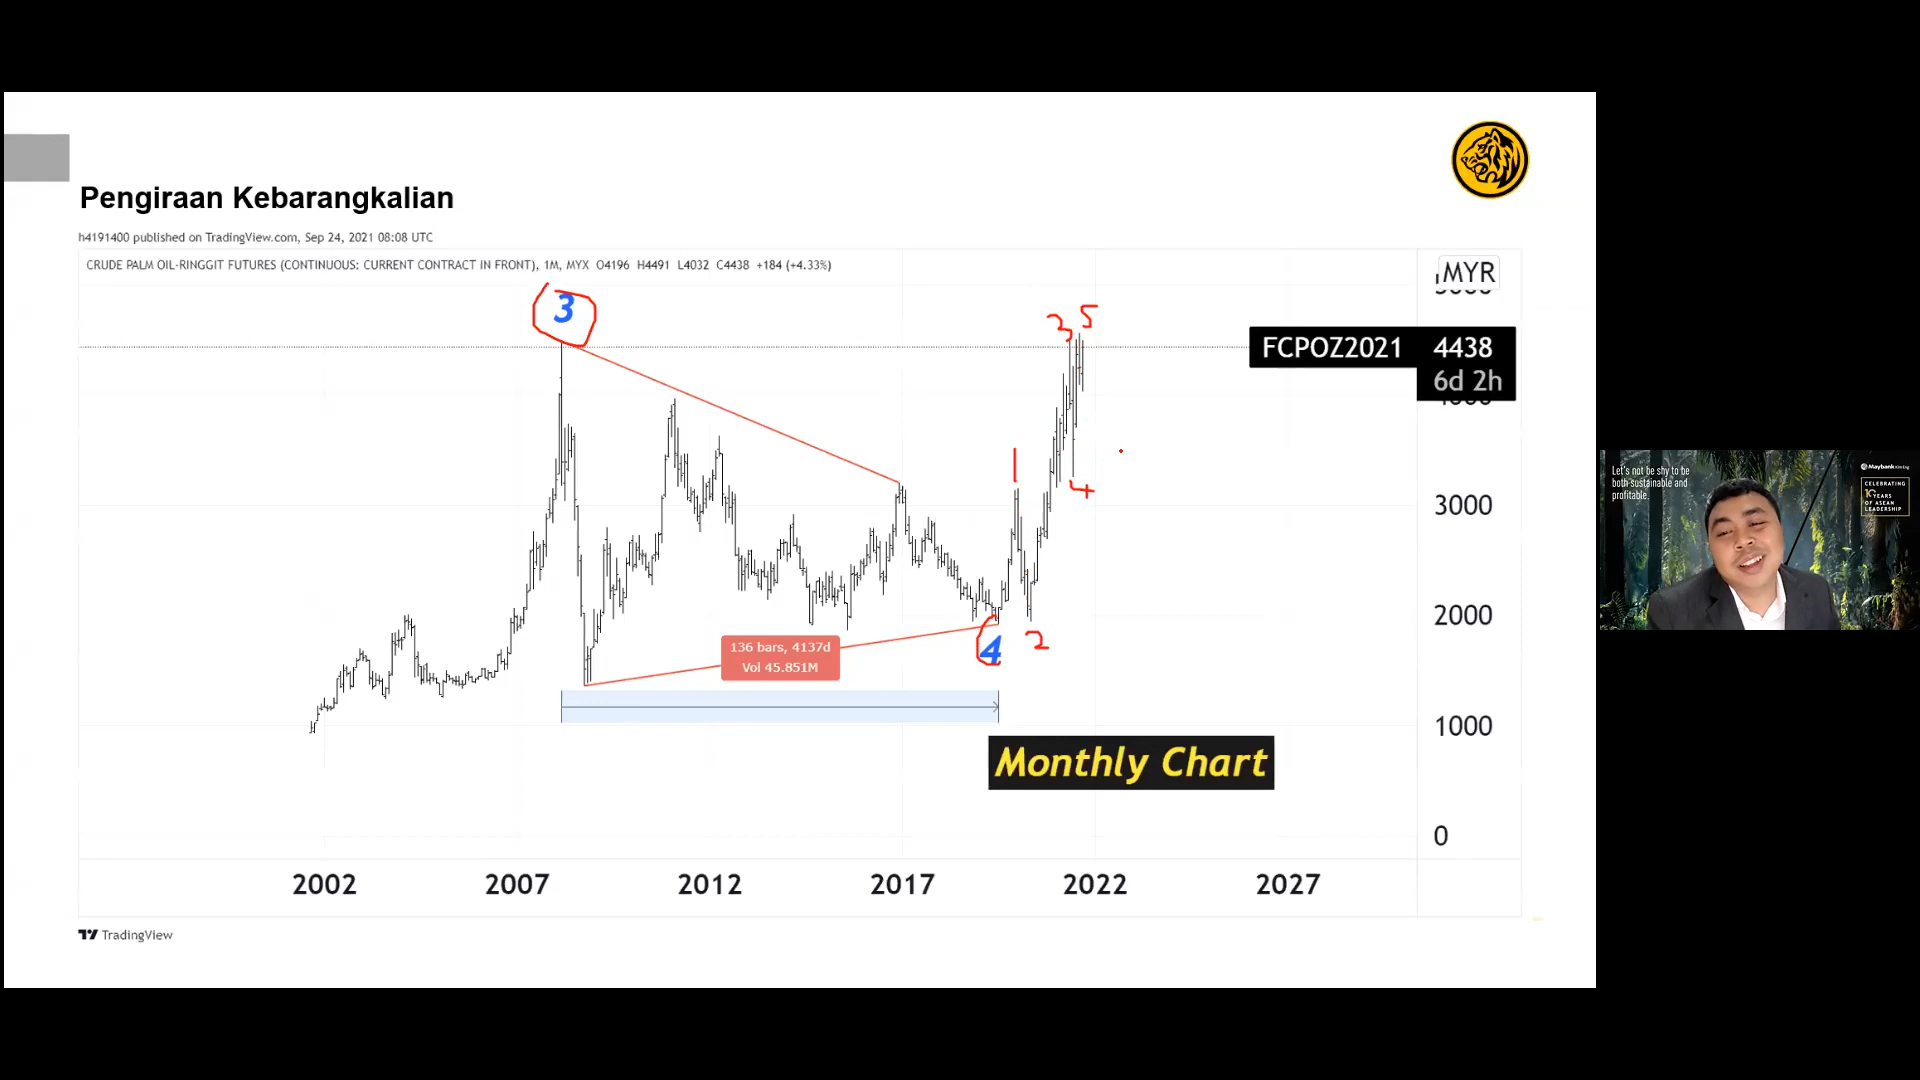 Pengiraan Kebarangkalian
h4191400 published on TradingView.com, Sep 24, 2021 08:08 UTC
CRUDE PALM OIL-RINGGIT FUTURES (CONTINUOUS: CURRENT CONTRACT IN FRONT), 1M, MYX O4196 H4491 L4032 C4438 +184 (+4.33%)
MYR
3
3 5
FCPOZ2021 4438
6d 2h
1
4
3000
2000
4
2
136 bars, 4137d
Vol 45.851M
1000
Monthly Chart
0
2002 2007 2012 2017 2022 2027
TradingView
Let's not be shy to be
both sustainable and
profitable.
Maybank Kim Eng
CELEBRATING
10 YEARS
OF ASEAN
LEADERSHIP